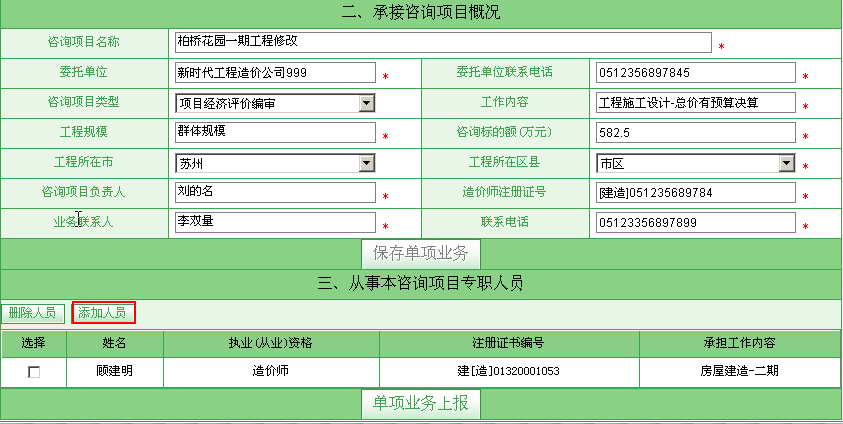 二、承接咨询项目概况
咨询项目名称 柏桥花园一期工程修改 *
委托单位 新时代工程造价公司999 * 委托单位联系电话 0512356897845 *
咨询项目类型 项目经济评价编审 工作内容 工程施工设计-总价有预算决算 *
工程规模 群体规模 * 咨询标的额(万元) 582.5 *
工程所在市 苏州 工程所在区县 市区 *
咨询项目负责人 刘的名 * 造价师注册证号 [建造]051235689784 *
业务联系人 李双量 * 联系电话 05123356897899 *
保存单项业务
三、从事本咨询项目专职人员
删除人员 添加人员
选择 姓名 执业(从业)资格 注册证书编号 承担工作内容
顾建明 造价师 建[造]01320001053 房屋建造-二期
单项业务上报